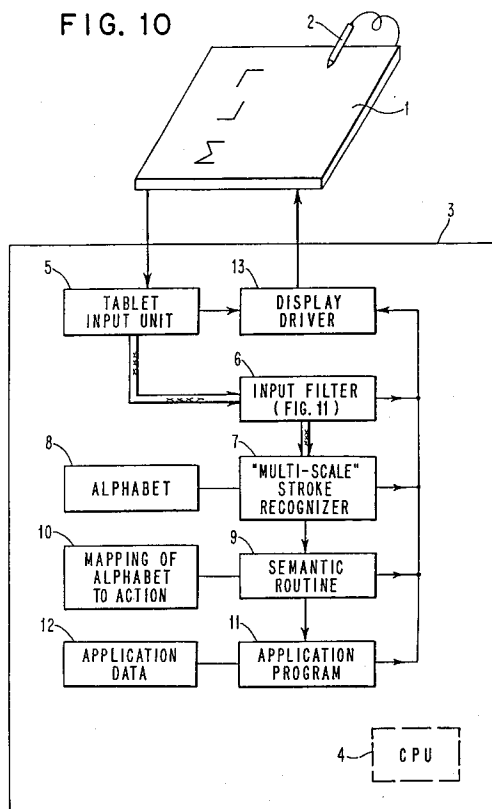 FIG. 10
2
1
3
5
TABLET
INPUT UNIT
13
DISPLAY
DRIVER
6
INPUT FILTER
(FIG. 11)
8
ALPHABET
7
"MULTI-SCALE"
STROKE
RECOGNIZER
10
MAPPING OF
ALPHABET
TO ACTION
9
SEMANTIC
ROUTINE
12
APPLICATION
DATA
11
APPLICATION
PROGRAM
4
CPU